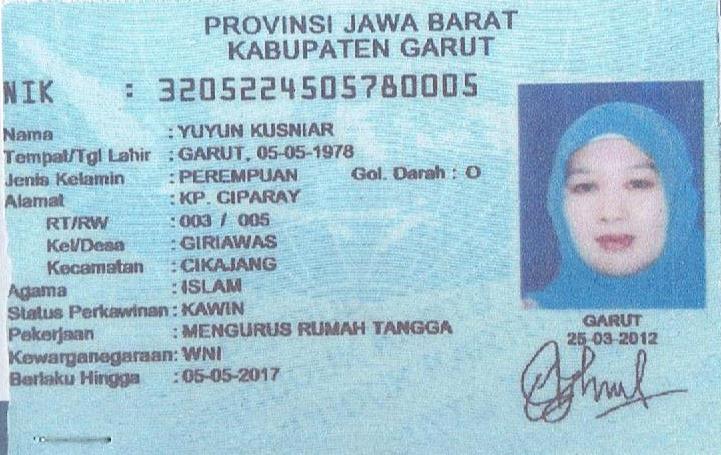 PROVINSI JAWA BARAT
KABUPATEN GARUT
NIK : 3205224505780005
Nama : YUYUN KUSNIAR
Tempat/Tgl Lahir : GARUT, 05-05-1978
Jenis Kelamin : PEREMPUAN Gol. Darah : O
Alamat : KP. CIPARAY
RT/RW : 003 / 005
Kel/Desa : GIRIAWAS
Kecamatan : CIKAJANG
Agama : ISLAM
Status Perkawinan : KAWIN
Pekerjaan : MENGURUS RUMAH TANGGA
Kewarganegaraan : WNI
Berlaku Hingga : 05-05-2017
GARUT
25-03-2012